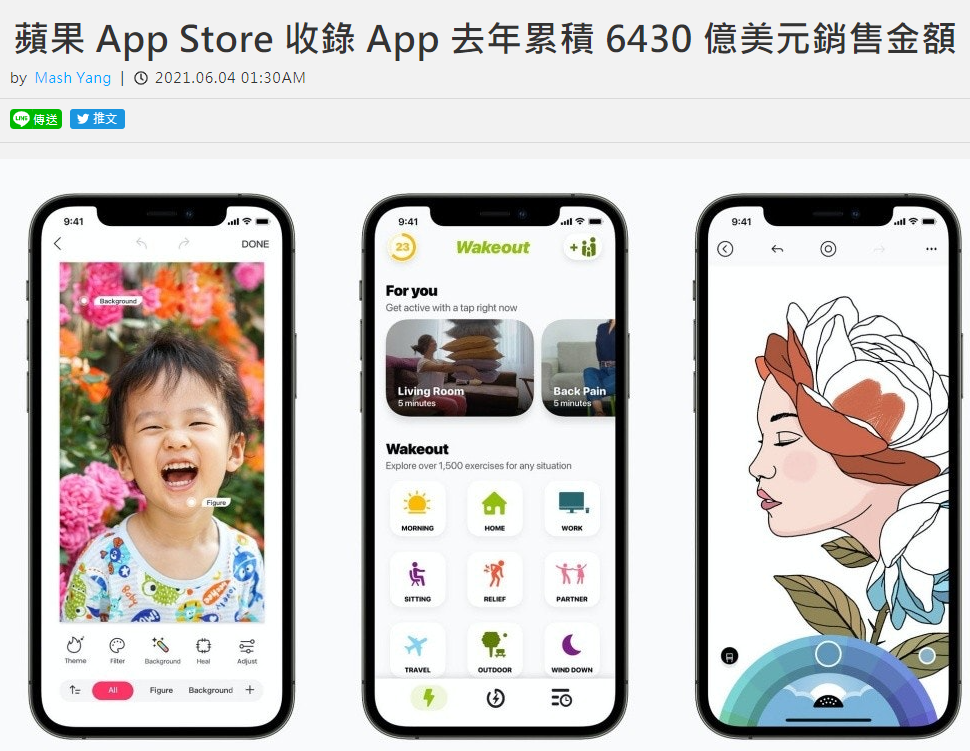 蘋果 App Store 收錄 App 去年累積 6430 億美元銷售金額
by Mash Yang | 2021.06.04 01:30AM
LINE 傳送 推文
9:41
DONE
Background
Figure
Theme Filter Background Heal Adjust
All Figure Background +
9:41
23 Wakeout +
For you
Get active with a tap right now
Living Room
5 minutes
Back Pain
5 minutes
Wakeout
Explore over 1,500 exercises for any situation
MORNING HOME WORK
SITTING RELIEF PARTNER
TRAVEL OUTDOOR WIND DOWN
9:41